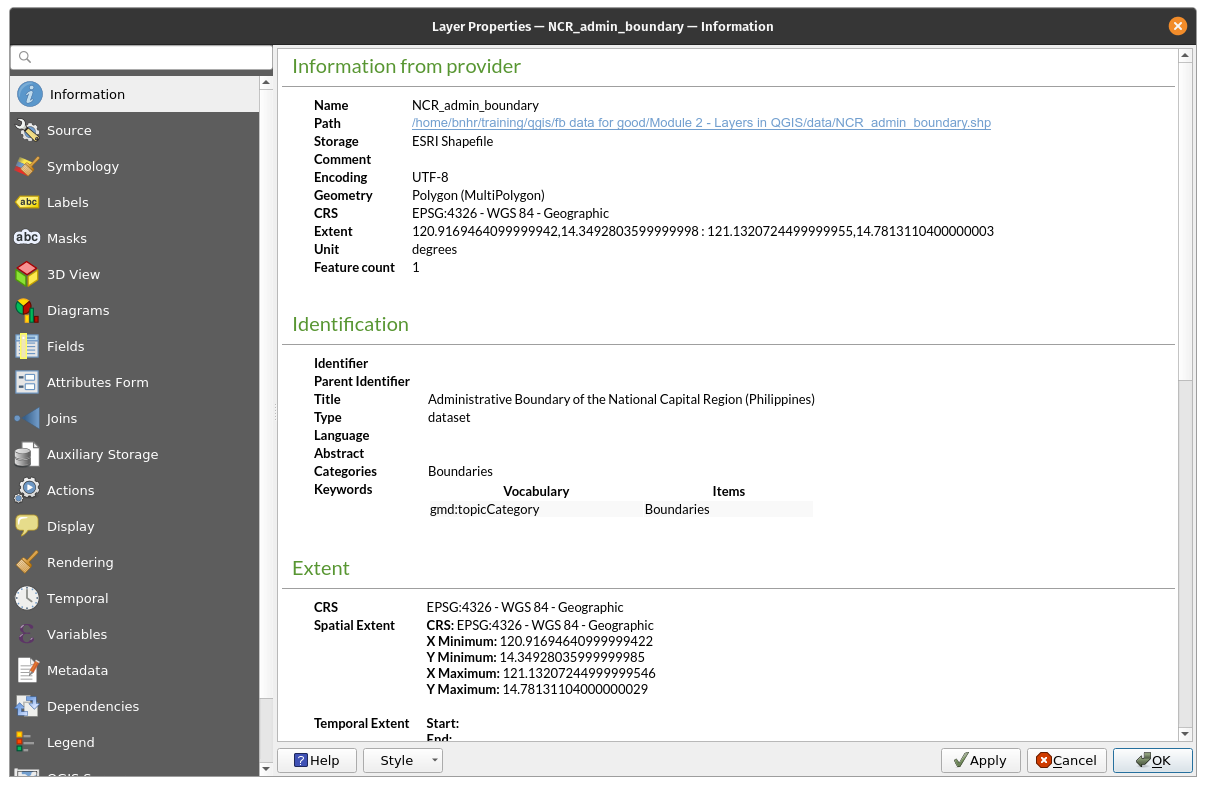 Layer Properties — NCR_admin_boundary — Information
Information
Source
Symbology
abc Labels
abc Masks
3D View
Diagrams
Fields
Attributes Form
Joins
Auxiliary Storage
Actions
Display
Rendering
Temporal
Variables
Metadata
Dependencies
Legend
Information from provider
Name NCR_admin_boundary
Path /home/bnhr/training/qgis/fb data for good/Module 2 - Layers in QGIS/data/NCR_admin_boundary.shp
Storage ESRI Shapefile
Comment
Encoding UTF-8
Geometry Polygon (MultiPolygon)
CRS EPSG:4326 - WGS 84 - Geographic
Extent 120.9169464099999942,14.3492803599999998 : 121.1320724499999955,14.7813110400000003
Unit degrees
Feature count 1
Identification
Identifier
Parent Identifier
Title Administrative Boundary of the National Capital Region (Philippines)
Type dataset
Language
Abstract
Categories Boundaries
Keywords Vocabulary Items
gmd:topicCategory Boundaries
Extent
CRS EPSG:4326 - WGS 84 - Geographic
Spatial Extent CRS: EPSG:4326 - WGS 84 - Geographic
X Minimum: 120.91694640999999422
Y Minimum: 14.34928035999999985
X Maximum: 121.13207244999999546
Y Maximum: 14.78131104000000029
Temporal Extent Start:
End:
? Help
Style
Apply
Cancel
OK